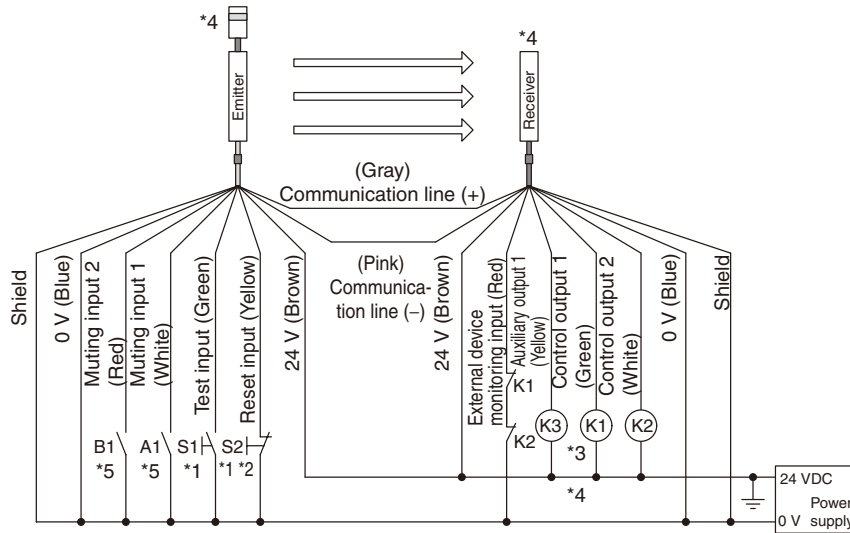 *4
*4
Emitter
Receiver
(Gray)
Communication line (+)
(Pink)
Communica-
tion line (−)
Shield
0 V (Blue)
Muting input 2
(Red)
Muting input 1
(White)
Test input (Green)
Reset input (Yellow)
24 V (Brown)
24 V (Brown)
External device
monitoring input (Red)
Auxiliary output 1
(Yellow)
Control output 1
(Green)
Control output 2
(White)
0 V (Blue)
Shield
K1
K2
K3
K1
K2
B1
A1
S1
S2
*5
*5
*1
*1 *2
*3
*4
24 VDC
Power
0 V supply